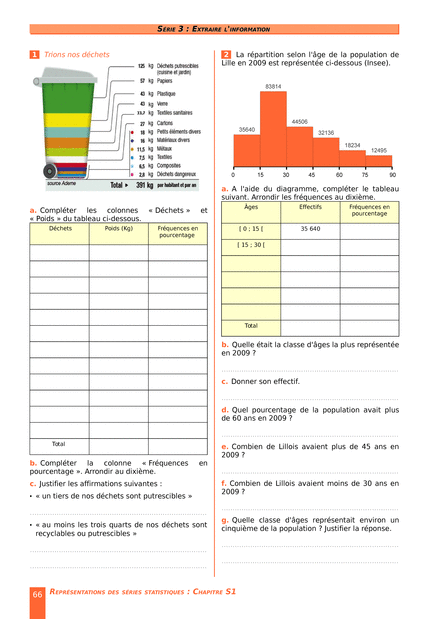 SÉRIE 3 : EXTRAIRE L'INFORMATION
1 Trions nos déchets
125 kg Déchets putrescibles
(cuisine et jardin)
57 kg Papiers
43 kg Plastique
43 kg Verre
kg Textiles sanitaires
27 kg Cartons
18 kg Petits éléments divers
16 kg Matériaux divers
11,5 kg Métaux
7,5 kg Textiles
6,5 kg Composites
2,8 kg Déchets dangereux
source Ademe
Total ▸ 391 kg par habitant et par an
a. Compléter les colonnes « Déchets » et
« Poids » du tableau ci-dessous.
Déchets Poids (Kg) Fréquences en
pourcentage
Total
b. Compléter la colonne « Fréquences en
pourcentage ». Arrondir au dixième.
c. Justifier les affirmations suivantes :
• « un tiers de nos déchets sont putrescibles »
• « au moins les trois quarts de nos déchets sont
recyclables ou putrescibles »
2 La répartition selon l'âge de la population de
Lille en 2009 est représentée ci-dessous (Insee).
83814
35640
44506
32136
18234
12495
0 15 30 45 60 75 90
a. A l'aide du diagramme, compléter le tableau
suivant. Arrondir les fréquences au dixième.
Âges Effectifs Fréquences en
pourcentage
[ 0 ; 15 [ 35 640
[ 15 ; 30 [
Total
b. Quelle était la classe d'âges la plus représentée
en 2009 ?
c. Donner son effectif.
d. Quel pourcentage de la population avait plus
de 60 ans en 2009 ?
e. Combien de Lillois avaient plus de 45 ans en
2009 ?
f. Combien de Lillois avaient moins de 30 ans en
2009 ?
g. Quelle classe d'âges représentait environ un
cinquième de la population ? Justifier la réponse.
66 REPRÉSENTATIONS DES SÉRIES STATISTIQUES : CHAPITRE S1